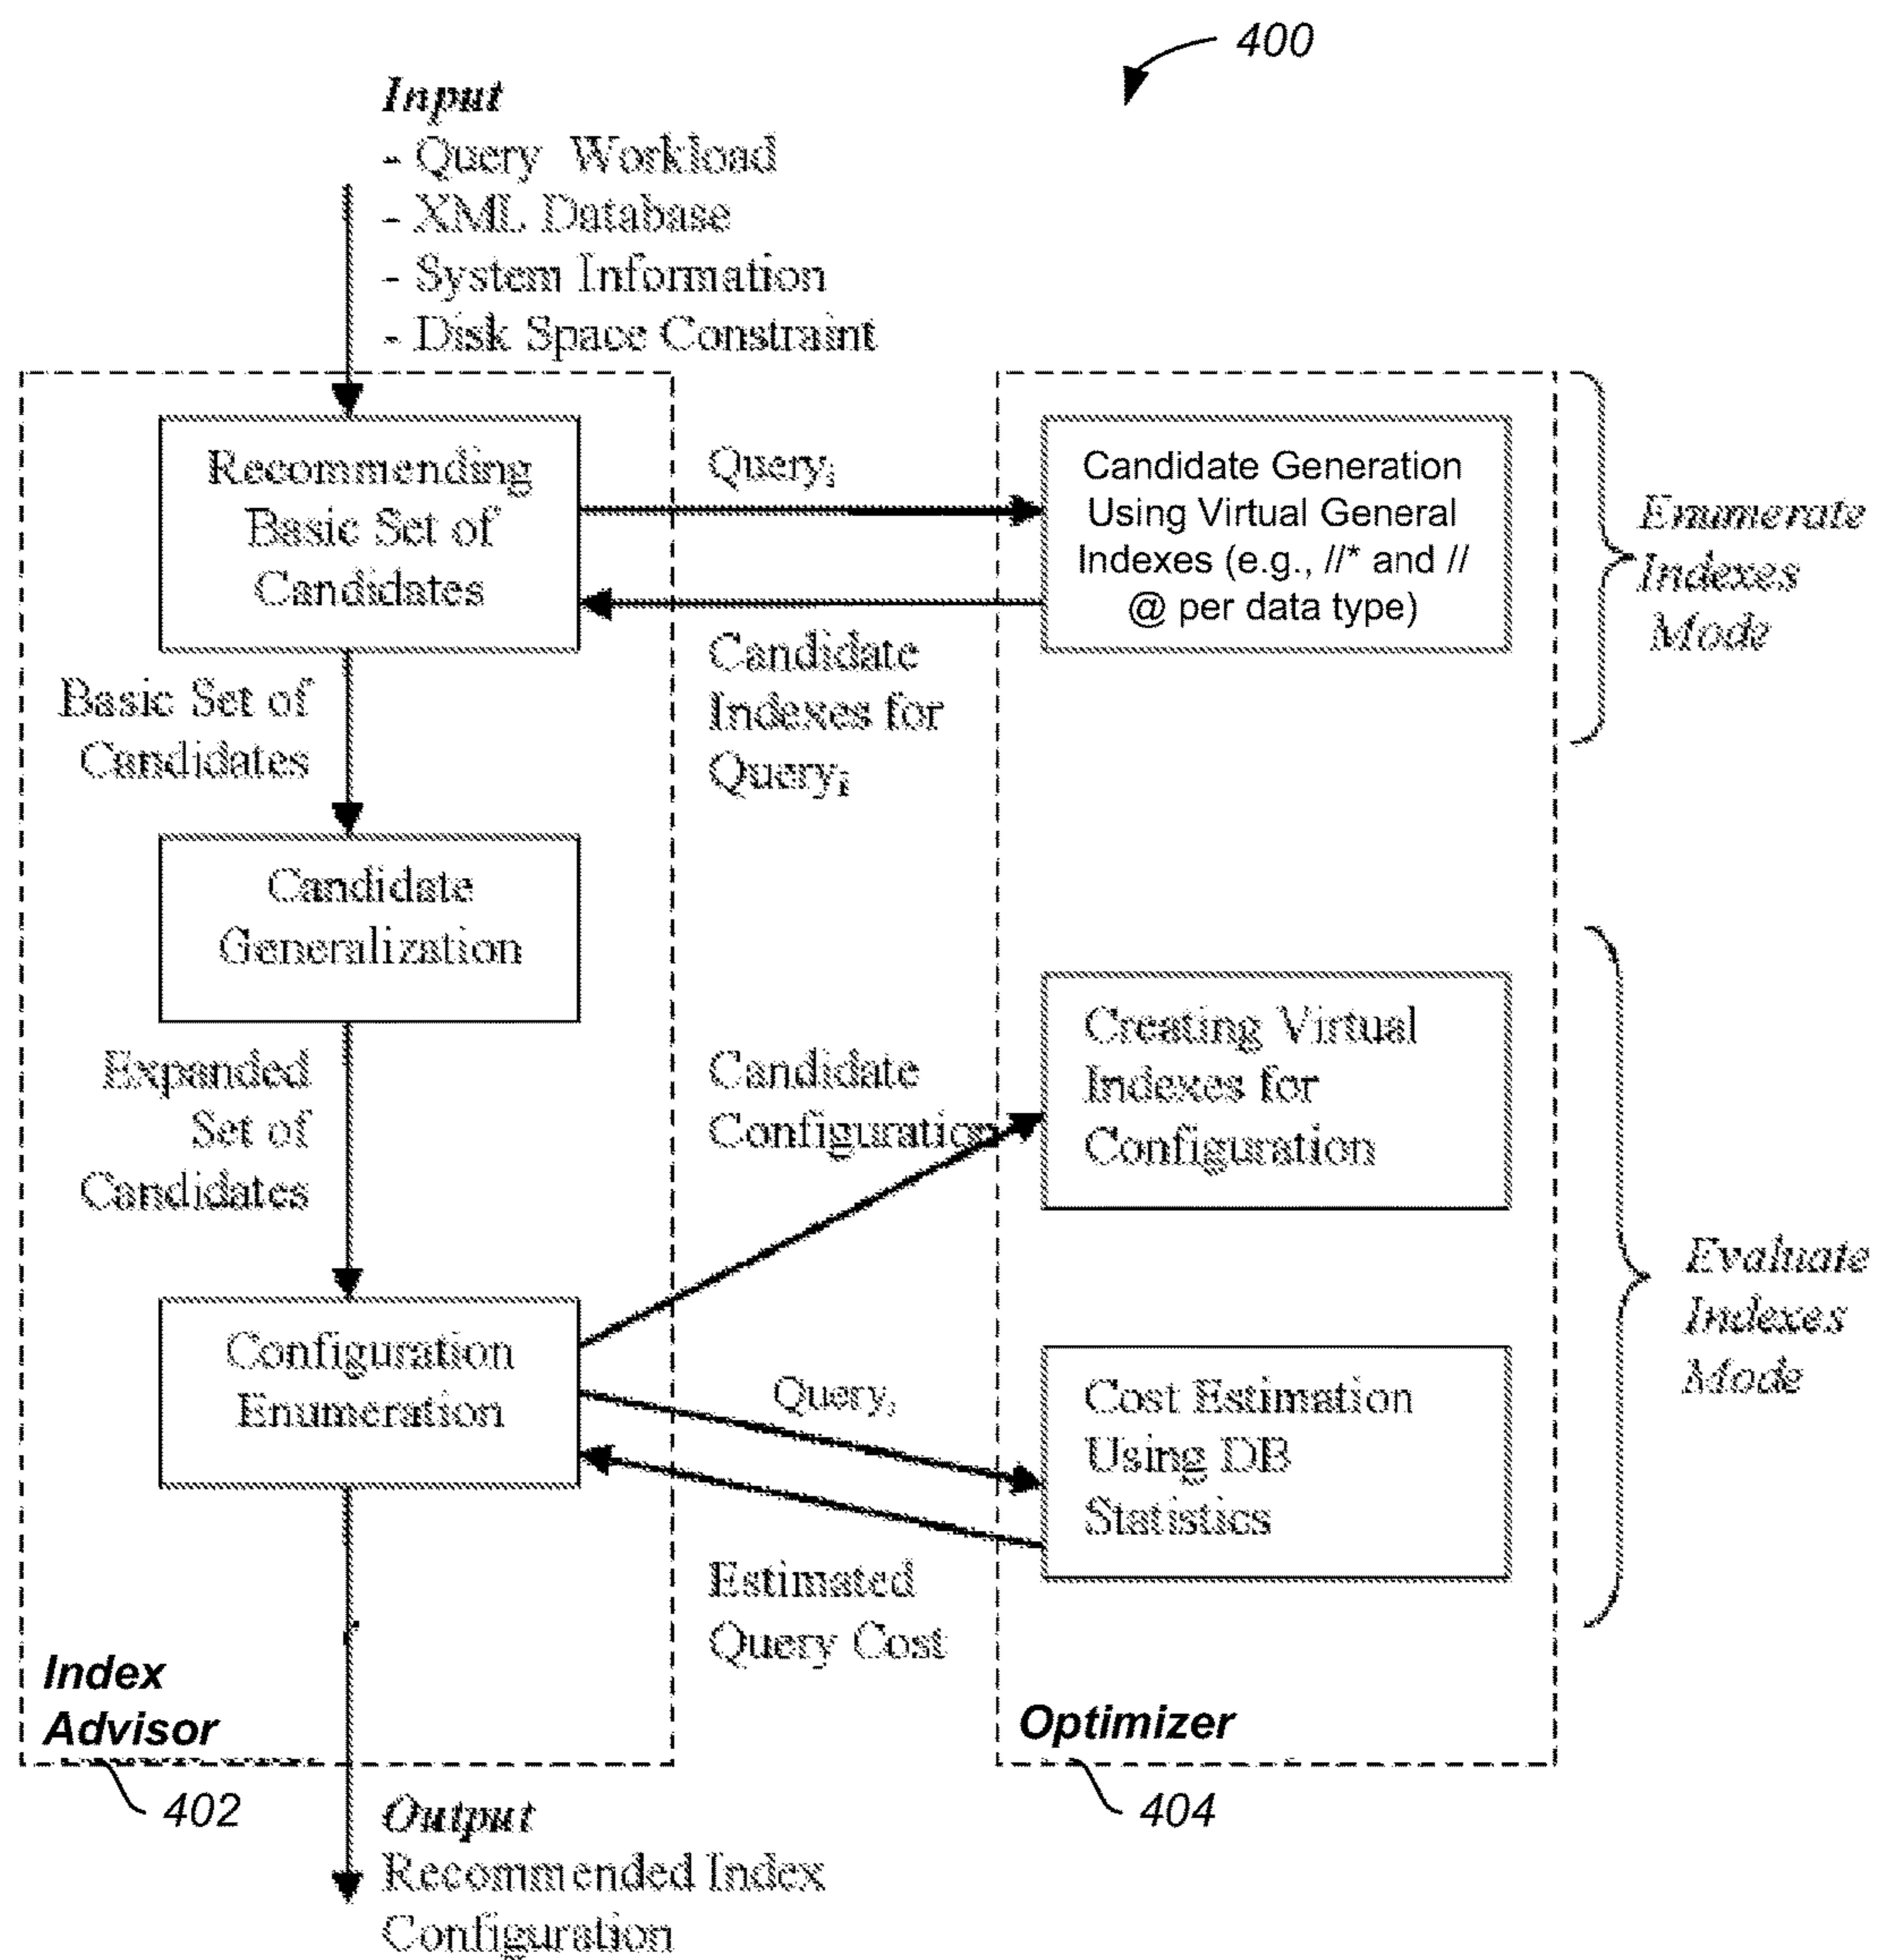 400
Input
- Query Workload
- XML Database
- System Information
- Disk Space Constraint
Recommending
Basic Set of
Candidates
Queryᵢ
Candidate Generation
Using Virtual General
Indexes (e.g., //* and //
@ per data type)
Enumerate
Indexes
Mode
Candidate
Indexes for
Queryᵢ
Basic Set of
Candidates
Candidate
Generalization
Expanded
Set of
Candidates
Candidate
Configuration
Creating Virtual
Indexes for
Configuration
Evaluate
Indexes
Mode
Configuration
Enumeration
Queryᵢ
Cost Estimation
Using DB
Statistics
Estimated
Query Cost
Index
Advisor
402
Optimizer
404
Output
Recommended Index
Configuration